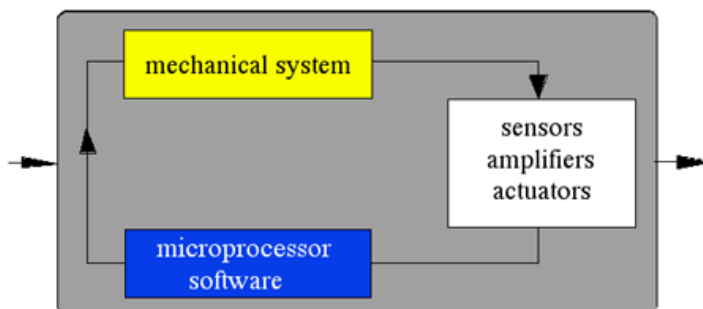 mechanical system
sensors
amplifiers
actuators
microprocessor
software